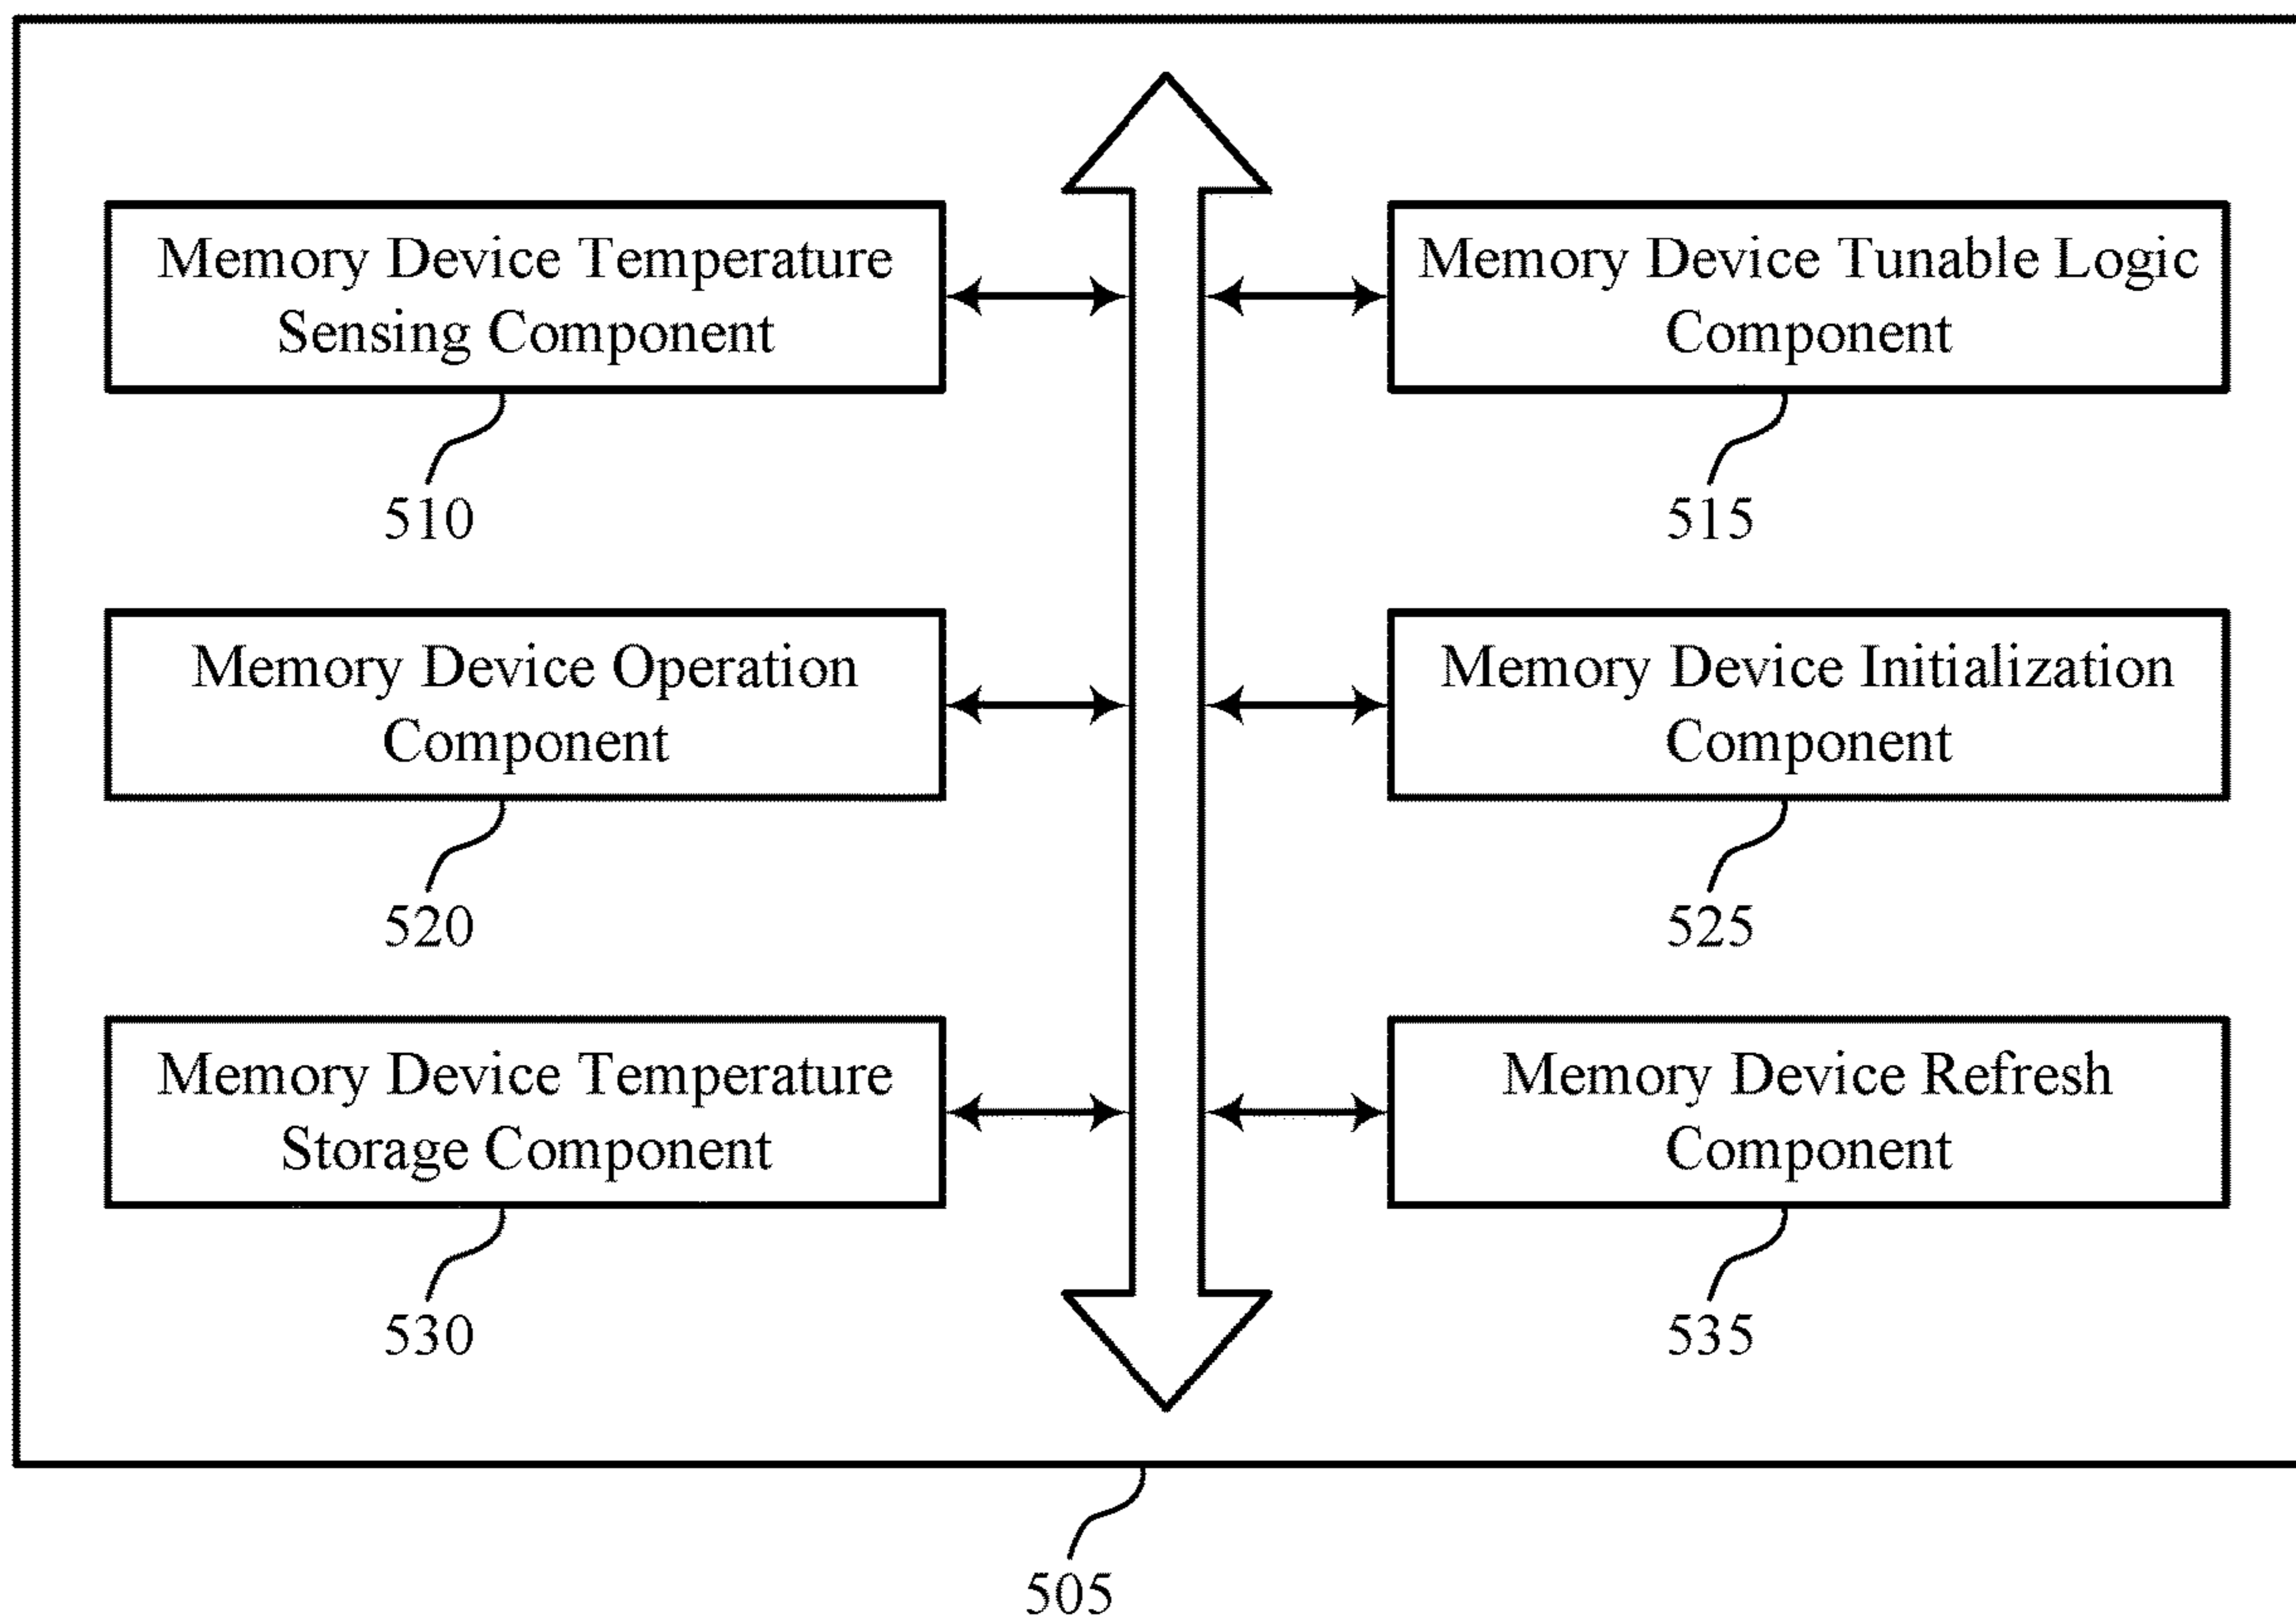 Memory Device Temperature
Sensing Component
510
Memory Device Tunable Logic
Component
515
Memory Device Operation
Component
520
Memory Device Initialization
Component
525
Memory Device Temperature
Storage Component
530
Memory Device Refresh
Component
535
505